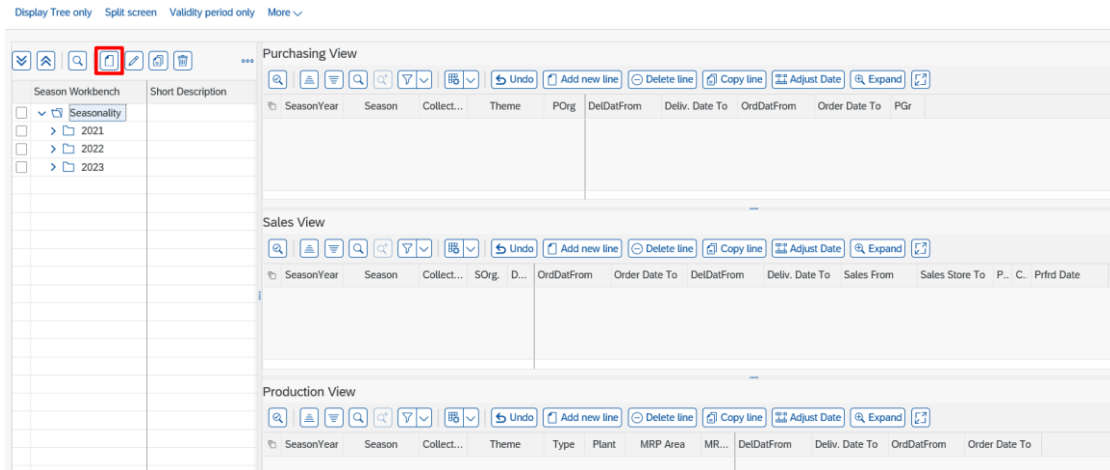 Display Tree only Split screen Validity period only More
Purchasing View
Undo Add new line Delete line Copy line Adjust Date Expand
Season Workbench Short Description
SeasonYear Season Collect... Theme POrg DelDatFrom Deliv. Date To OrdDatFrom Order Date To PGr
Seasonality
2021
2022
2023
Sales View
Undo Add new line Delete line Copy line Adjust Date Expand
SeasonYear Season Collect... SOrg. D... OrdDatFrom Order Date To DelDatFrom Deliv. Date To Sales From Sales Store To P.. C. Prfrd Date
Production View
Undo Add new line Delete line Copy line Adjust Date Expand
SeasonYear Season Collect... Theme Type Plant MRP Area MR... DelDatFrom Deliv. Date To OrdDatFrom Order Date To